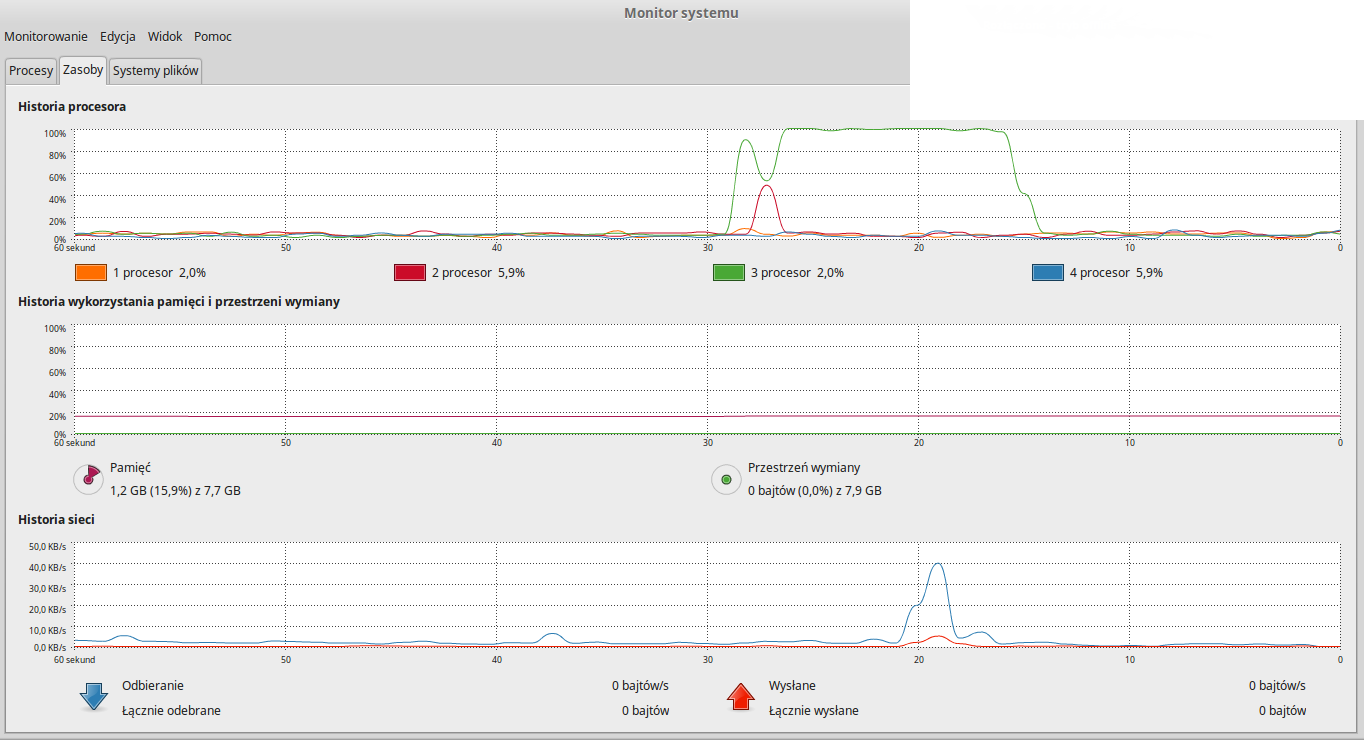 Monitor systemu
Monitorowanie Edycja Widok Pomoc
Procesy Zasoby Systemy plików
Historia procesora
100%
80%
60%
40%
20%
0%
60 sekund 50 40 30 20 10 0
1 procesor 2,0% 2 procesor 5,9% 3 procesor 2,0% 4 procesor 5,9%
Historia wykorzystania pamięci i przestrzeni wymiany
100%
80%
60%
40%
20%
0%
60 sekund 50 40 30 20 10 0
Pamięć Przestrzeń wymiany
1,2 GB (15,9%) z 7,7 GB 0 bajtów (0,0%) z 7,9 GB
Historia sieci
50,0 KB/s
40,0 KB/s
30,0 KB/s
20,0 KB/s
10,0 KB/s
0,0 KB/s
60 sekund 50 40 30 20 10 0
Odbieranie 0 bajtów/s Wysłane 0 bajtów/s
Łącznie odebrane 0 bajtów Łącznie wysłane 0 bajtów